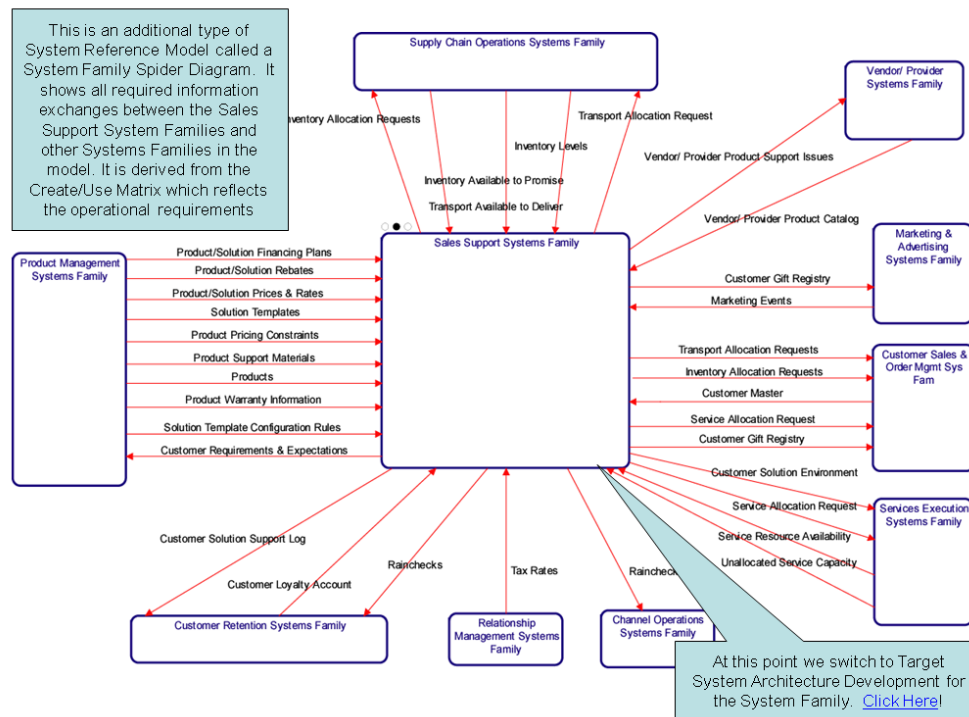 This is an additional type of
System Reference Model called a
System Family Spider Diagram. It
shows all required information
exchanges between the Sales
Support System Families and
other Systems Families in the
model. It is derived from the
Create/Use Matrix which reflects
the operational requirements
Supply Chain Operations Systems Family
Vendor/ Provider
Systems Family
nventory Allocation Requests
Transport Allocation Request
Inventory Levels
Vendor/ Provider Product Support Issues
Inventory Available to Promise
Transport Available to Deliver
Vendor/ Provider Product Catalog
Sales Support Systems Family
Marketing &
Advertising
Systems Family
Product Management
Systems Family
Product/Solution Financing Plans
Product/Solution Rebates
Product/Solution Prices & Rates
Solution Templates
Product Pricing Constraints
Product Support Materials
Products
Product Warranty Information
Solution Template Configuration Rules
Customer Requirements & Expectations
Customer Gift Registry
Marketing Events
Transport Allocation Requests
Inventory Allocation Requests
Customer Master
Service Allocation Request
Customer Gift Registry
Customer Sales &
Order Mgmt Sys
Fam
Customer Solution Environment
Service Allocation Request
Service Resource Availability
Unallocated Service Capacity
Services Execution
Systems Family
Customer Solution Support Log
Customer Loyalty Account
Rainchecks
Tax Rates
Rainchecks
Customer Retention Systems Family
Relationship
Management Systems
Family
Channel Operations
Systems Family
At this point we switch to Target
System Architecture Development for
the System Family. Click Here!